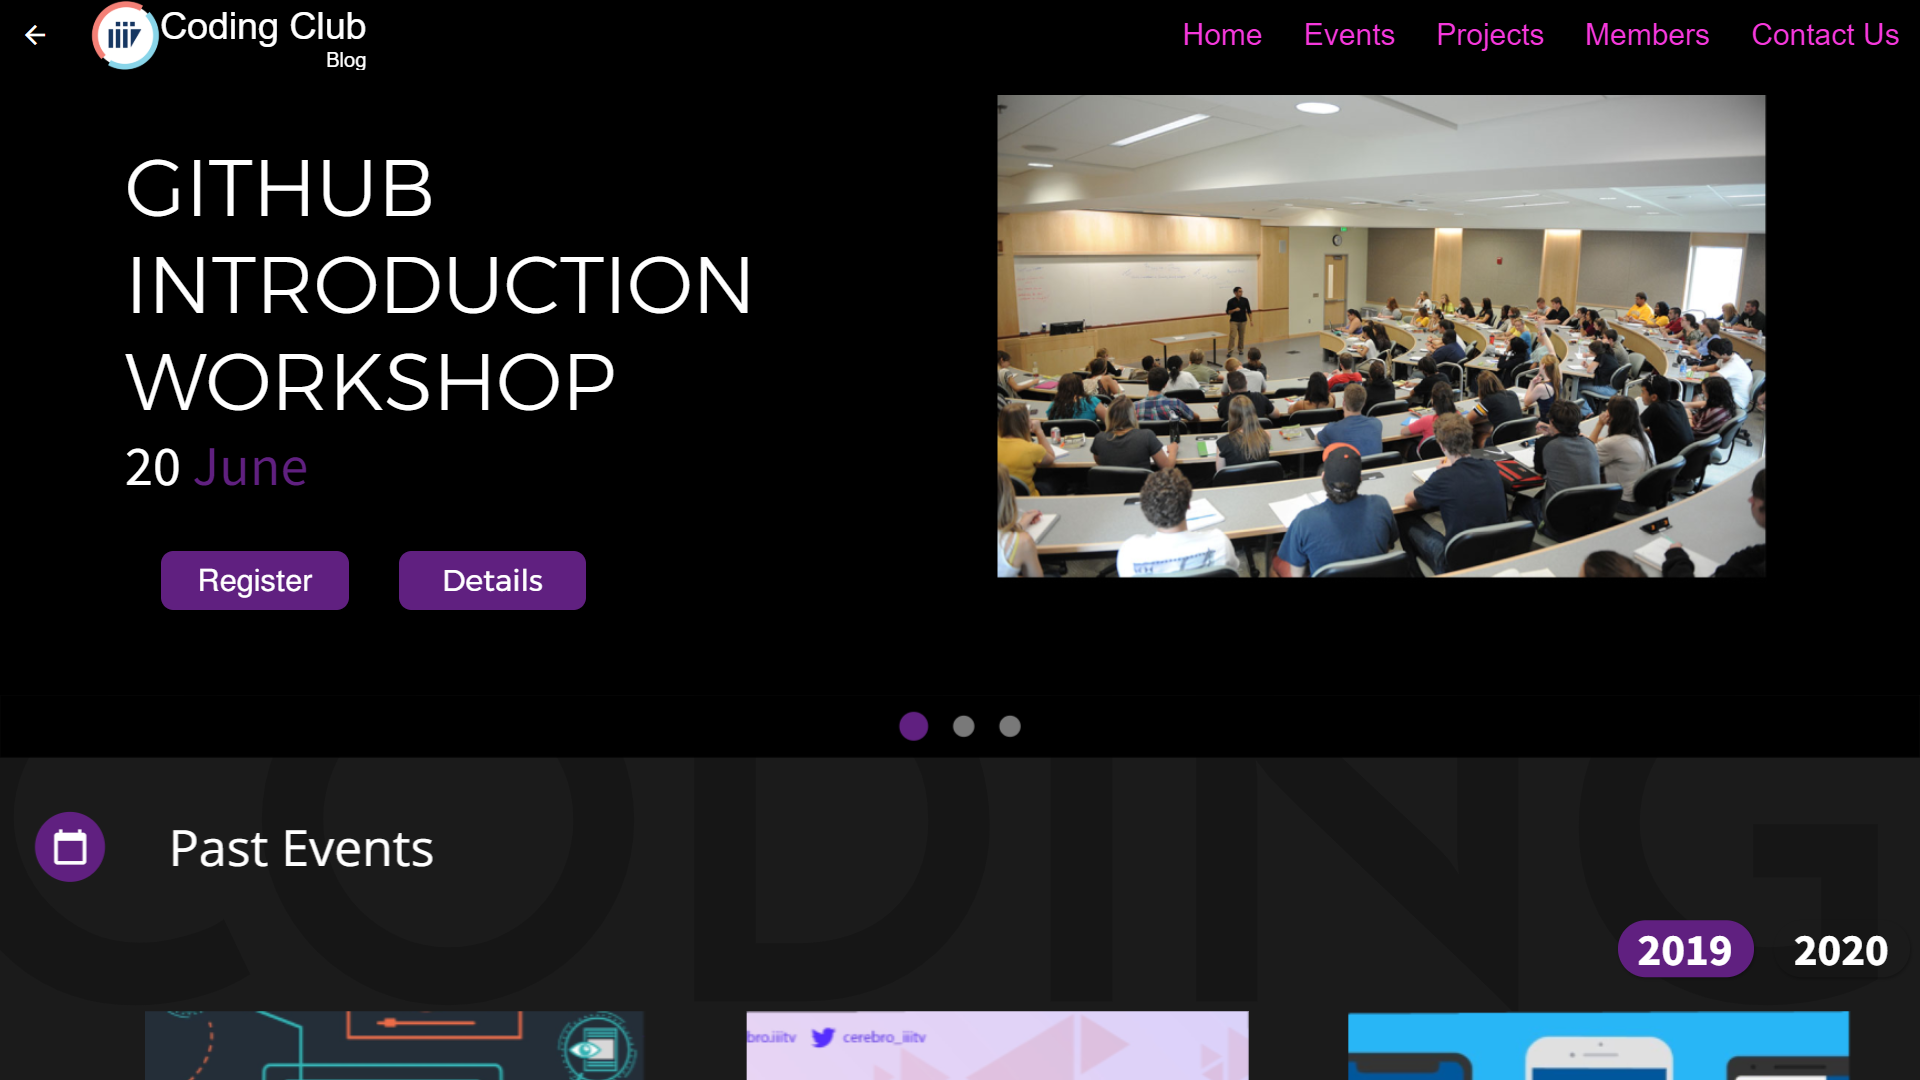 Coding Club
Blog
Home Events Projects Members Contact Us
GITHUB
INTRODUCTION
WORKSHOP
20 June
Register Details
CODING
Past Events
2019 2020
bro.iiitv cerebro_iiitv